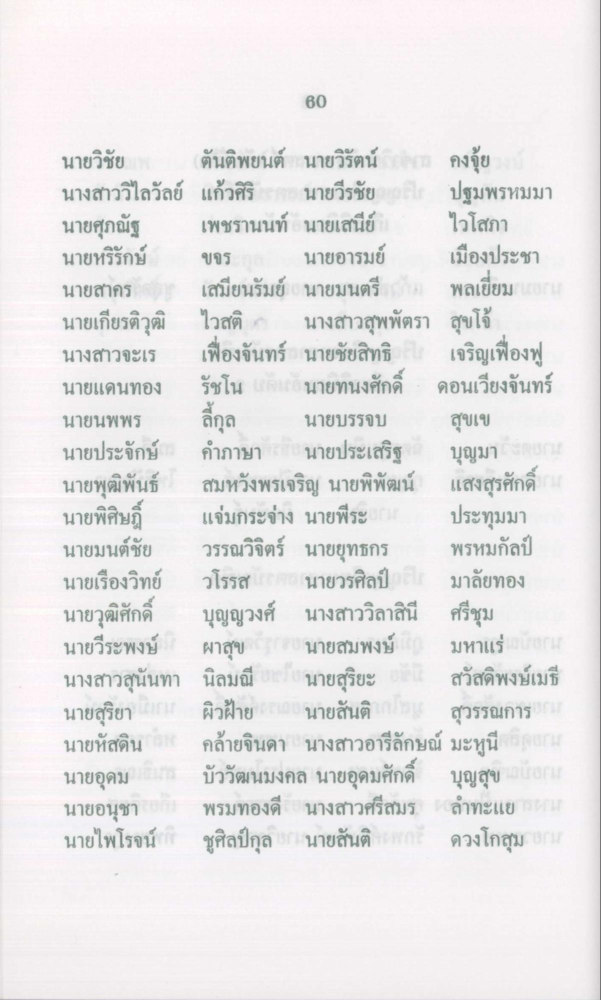 60
นายวิชัย ตันติพยนต์ นายวิรัตน์ คงจุ้ย
นางสาววิไลวัลย์ แก้วศิริ นายวีรชัย ปฐมพรหมมา
นายศุภณัฐ เพชรานนท์ นายเสนีย์ ไวโสภา
นายหริรักษ์ ขจร นายอารมย์ เมืองประชา
นายสาคร เสมียนรัมย์ นายมนตรี พลเยี่ยม
นายเกียรติวุฒิ ไวสติ นางสาวสุพพัตรา สุขโจ้
นางสาวจะเร เฟื่องจันทร์ นายชัยสิทธิ เจริญเฟื่องฟู
นายแดนทอง รัชโน นายทนงศักดิ์ ดอนเวียงจันทร์
นายนพพร ลี้กุล นายบรรจบ สุขเข
นายประจักษ์ คำภาษา นายประเสริฐ บุญมา
นายพุฒิพันธ์ สมหวังพรเจริญ นายพิพัฒน์ แสงสุรศักดิ์
นายพิศิษฎิ์ แจ่มกระจ่าง นายพีระ ประทุมมา
นายมนต์ชัย วรรณวิจิตร์ นายยุทธกร พรหมกัลป์
นายเรืองวิทย์ วโรรส นายวรศิลป์ มาลัยทอง
นายวุฒิศักดิ์ บุญญวงศ์ นางสาววิลาสินี ศรีชุม
นายวีระพงษ์ ผาสุข นายสมพงษ์ มหาแร่
นางสาวสุนันทา นิลมณี นายสุริยะ สวัสดิพงษ์เมธี
นายสุริยา ผิวฝ้าย นายสันติ สุวรรณการ
นายหัสดิน คล้ายจินดา นางสาวอารีลักษณ์ มะหูนี
นายอุดม บัววัฒนมงคล นายอุดมศักดิ์ บุญสุข
นายอนุชา พรมทองดี นางสาวศรีสมร ลำทะแย
นายไพโรจน์ ชูศิลป์กุล นายสันติ ดวงโกสุม